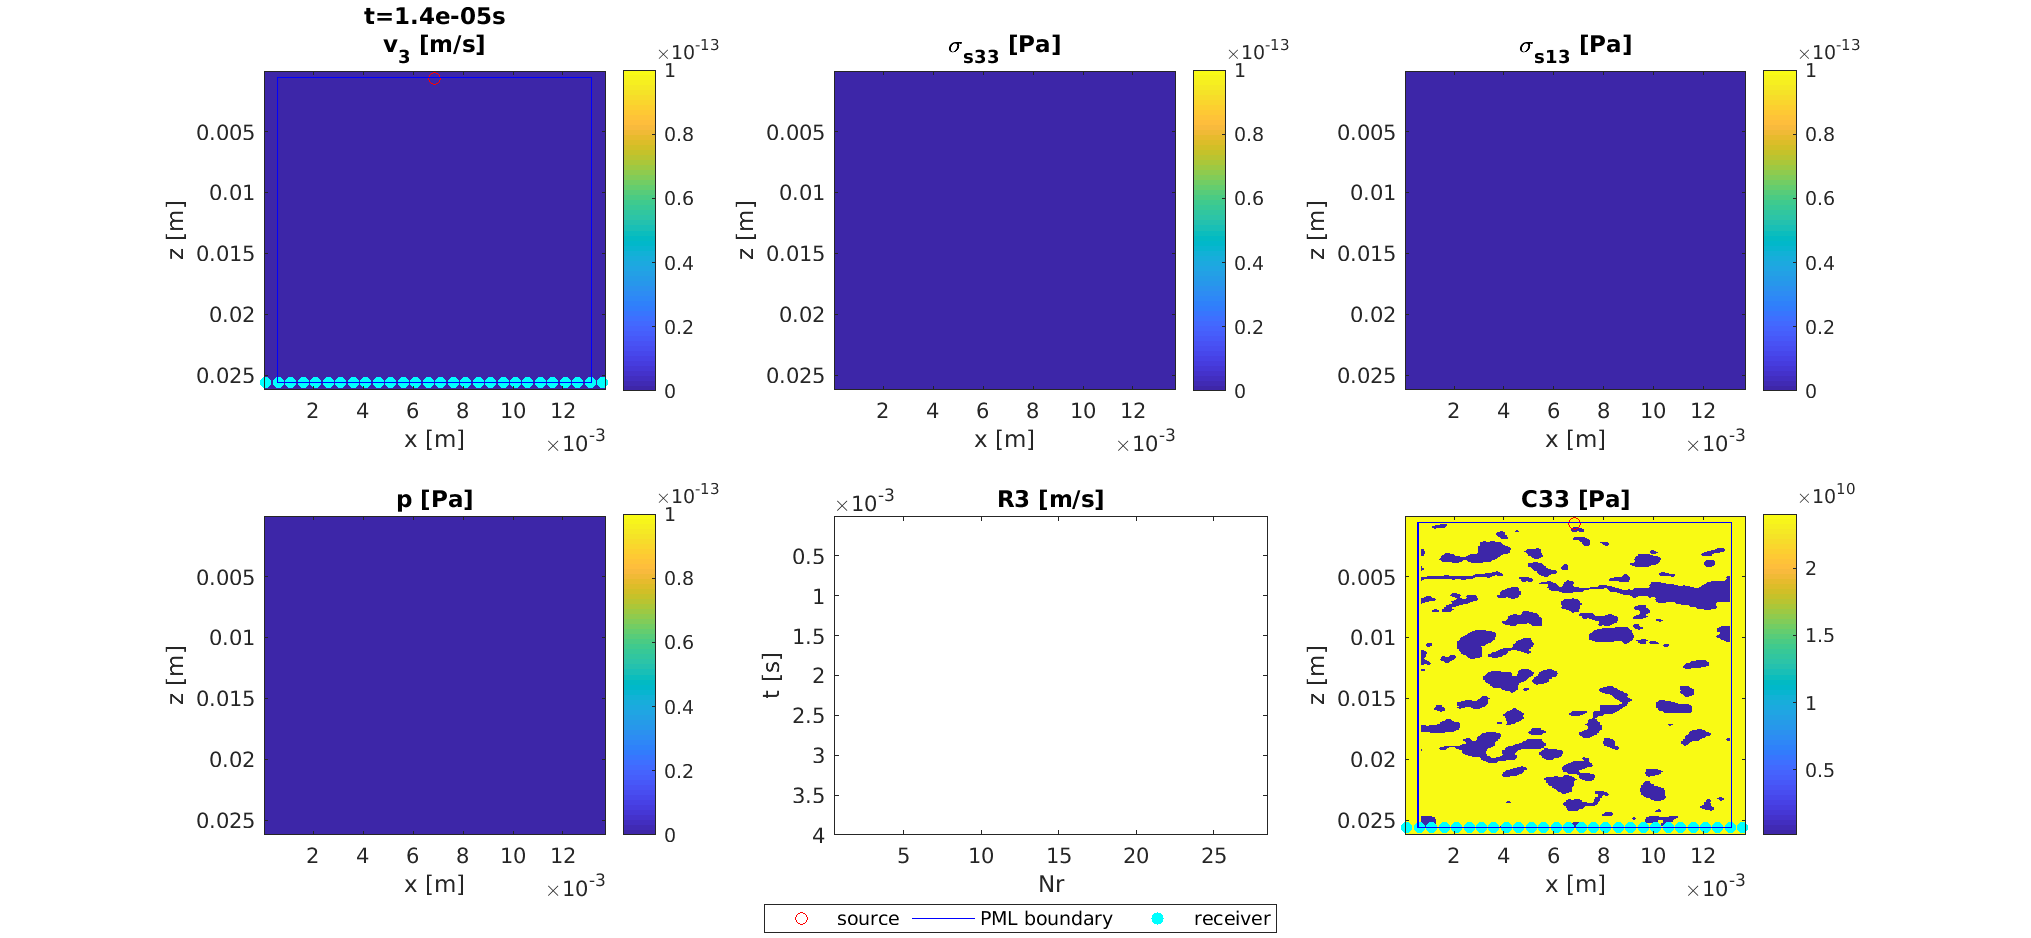 t=1.4e-05s
v3 [m/s]
×10-13
1
0.8
0.6
0.4
0.2
0
0.005
0.01
0.015
0.02
0.025
z [m]
2 4 6 8 10 12
x [m]
×10-3
σs33 [Pa]
×10-13
1
0.8
0.6
0.4
0.2
0
0.005
0.01
0.015
0.02
0.025
z [m]
2 4 6 8 10 12
x [m]
×10-3
σs13 [Pa]
×10-13
1
0.8
0.6
0.4
0.2
0
0.005
0.01
0.015
0.02
0.025
z [m]
2 4 6 8 10 12
x [m]
×10-3
p [Pa]
×10-13
1
0.8
0.6
0.4
0.2
0
0.005
0.01
0.015
0.02
0.025
z [m]
2 4 6 8 10 12
x [m]
×10-3
R3 [m/s]
×10-3
0.5
1
1.5
2
2.5
3
3.5
4
t [s]
5 10 15 20 25
Nr
C33 [Pa]
×1010
2
1.5
1
0.5
0.005
0.01
0.015
0.02
0.025
z [m]
2 4 6 8 10 12
x [m]
×10-3
source PML boundary receiver